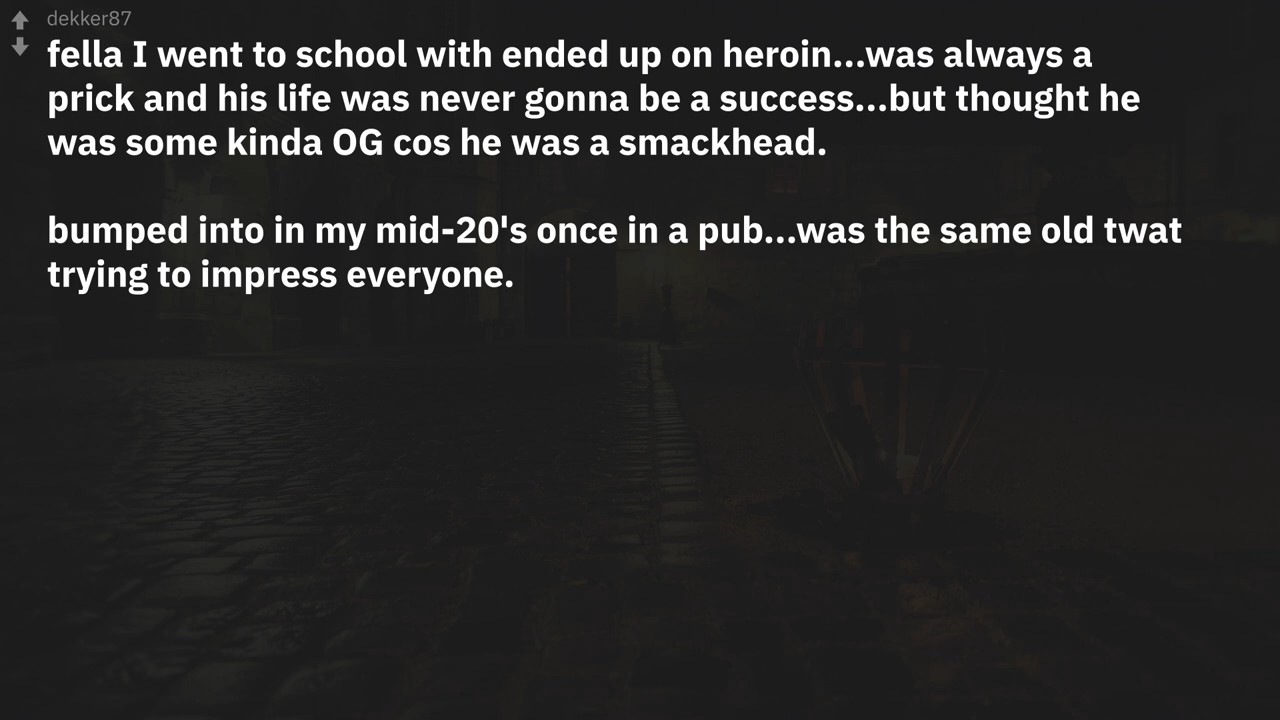 dekker87
fella I went to school with ended up on heroin...was always a
prick and his life was never gonna be a success...but thought he
was some kinda OG cos he was a smackhead.
bumped into in my mid-20's once in a pub...was the same old twat
trying to impress everyone.